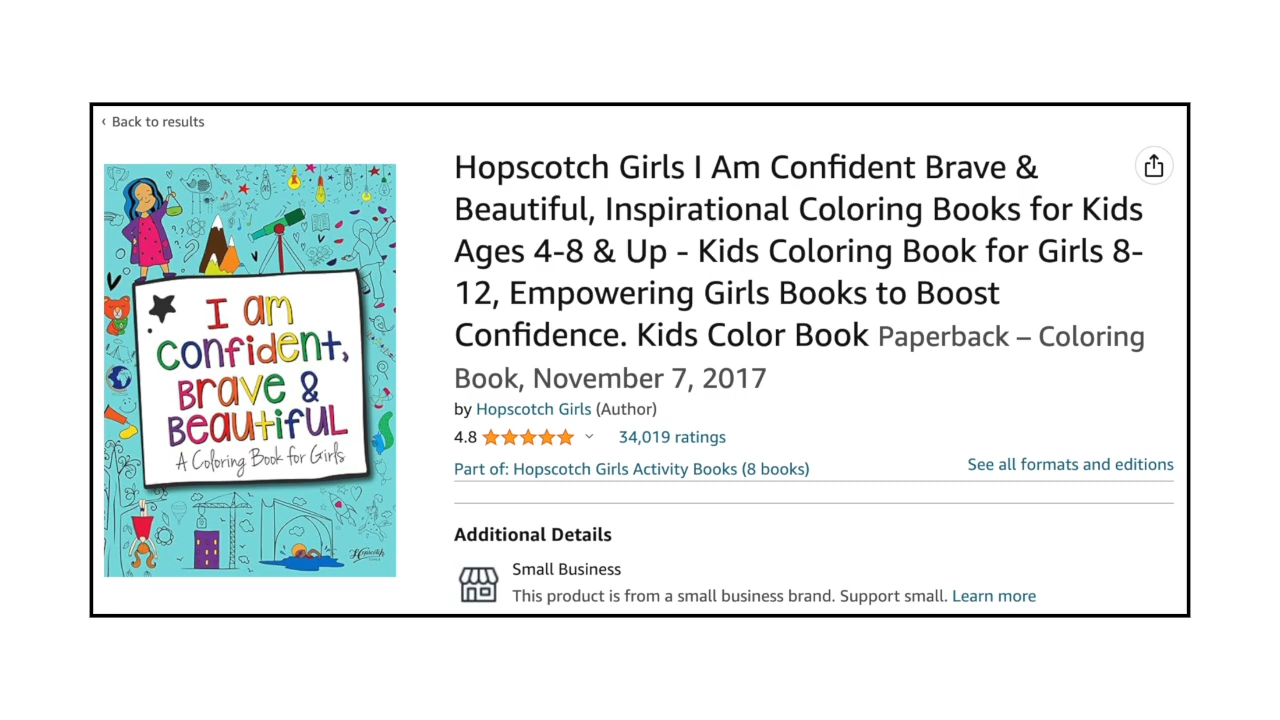 ‹ Back to results
I am
confident,
Brave &
Beautiful
A Coloring Book for Girls
Hopscotch
Hopscotch Girls I Am Confident Brave &
Beautiful, Inspirational Coloring Books for Kids
Ages 4-8 & Up - Kids Coloring Book for Girls 8-
12, Empowering Girls Books to Boost
Confidence. Kids Color Book Paperback – Coloring
Book, November 7, 2017
by Hopscotch Girls (Author)
4.8 34,019 ratings
Part of: Hopscotch Girls Activity Books (8 books)
See all formats and editions
Additional Details
Small Business
This product is from a small business brand. Support small. Learn more